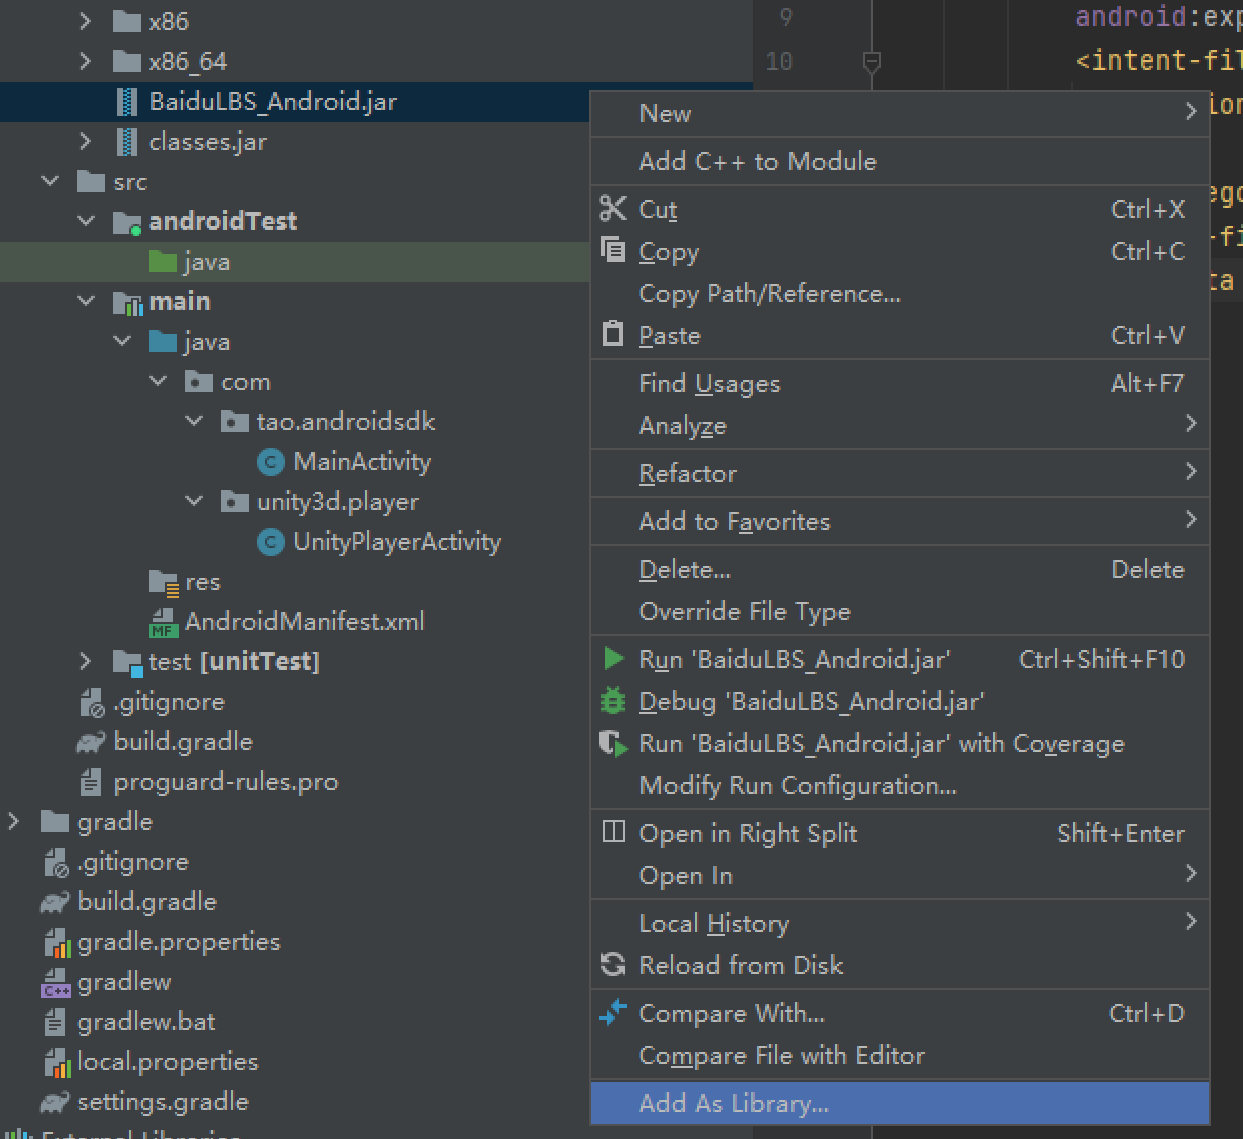 x86
x86_64
BaiduLBS_Android.jar
classes.jar
src
androidTest
java
main
java
com
tao.androidsdk
MainActivity
unity3d.player
UnityPlayerActivity
res
AndroidManifest.xml
test [unitTest]
.gitignore
build.gradle
proguard-rules.pro
gradle
.gitignore
build.gradle
gradle.properties
gradlew
gradlew.bat
local.properties
settings.gradle
External Libraries
New
Add C++ to Module
Cut Ctrl+X
Copy Ctrl+C
Copy Path/Reference...
Paste Ctrl+V
Find Usages Alt+F7
Analyze
Refactor
Add to Favorites
Delete... Delete
Override File Type
Run 'BaiduLBS_Android.jar' Ctrl+Shift+F10
Debug 'BaiduLBS_Android.jar'
Run 'BaiduLBS_Android.jar' with Coverage
Modify Run Configuration...
Open in Right Split Shift+Enter
Open In
Local History
Reload from Disk
Compare With... Ctrl+D
Compare File with Editor
Add As Library...
9 android:exp
10 <intent-fil
ion
ego
-fi
ta